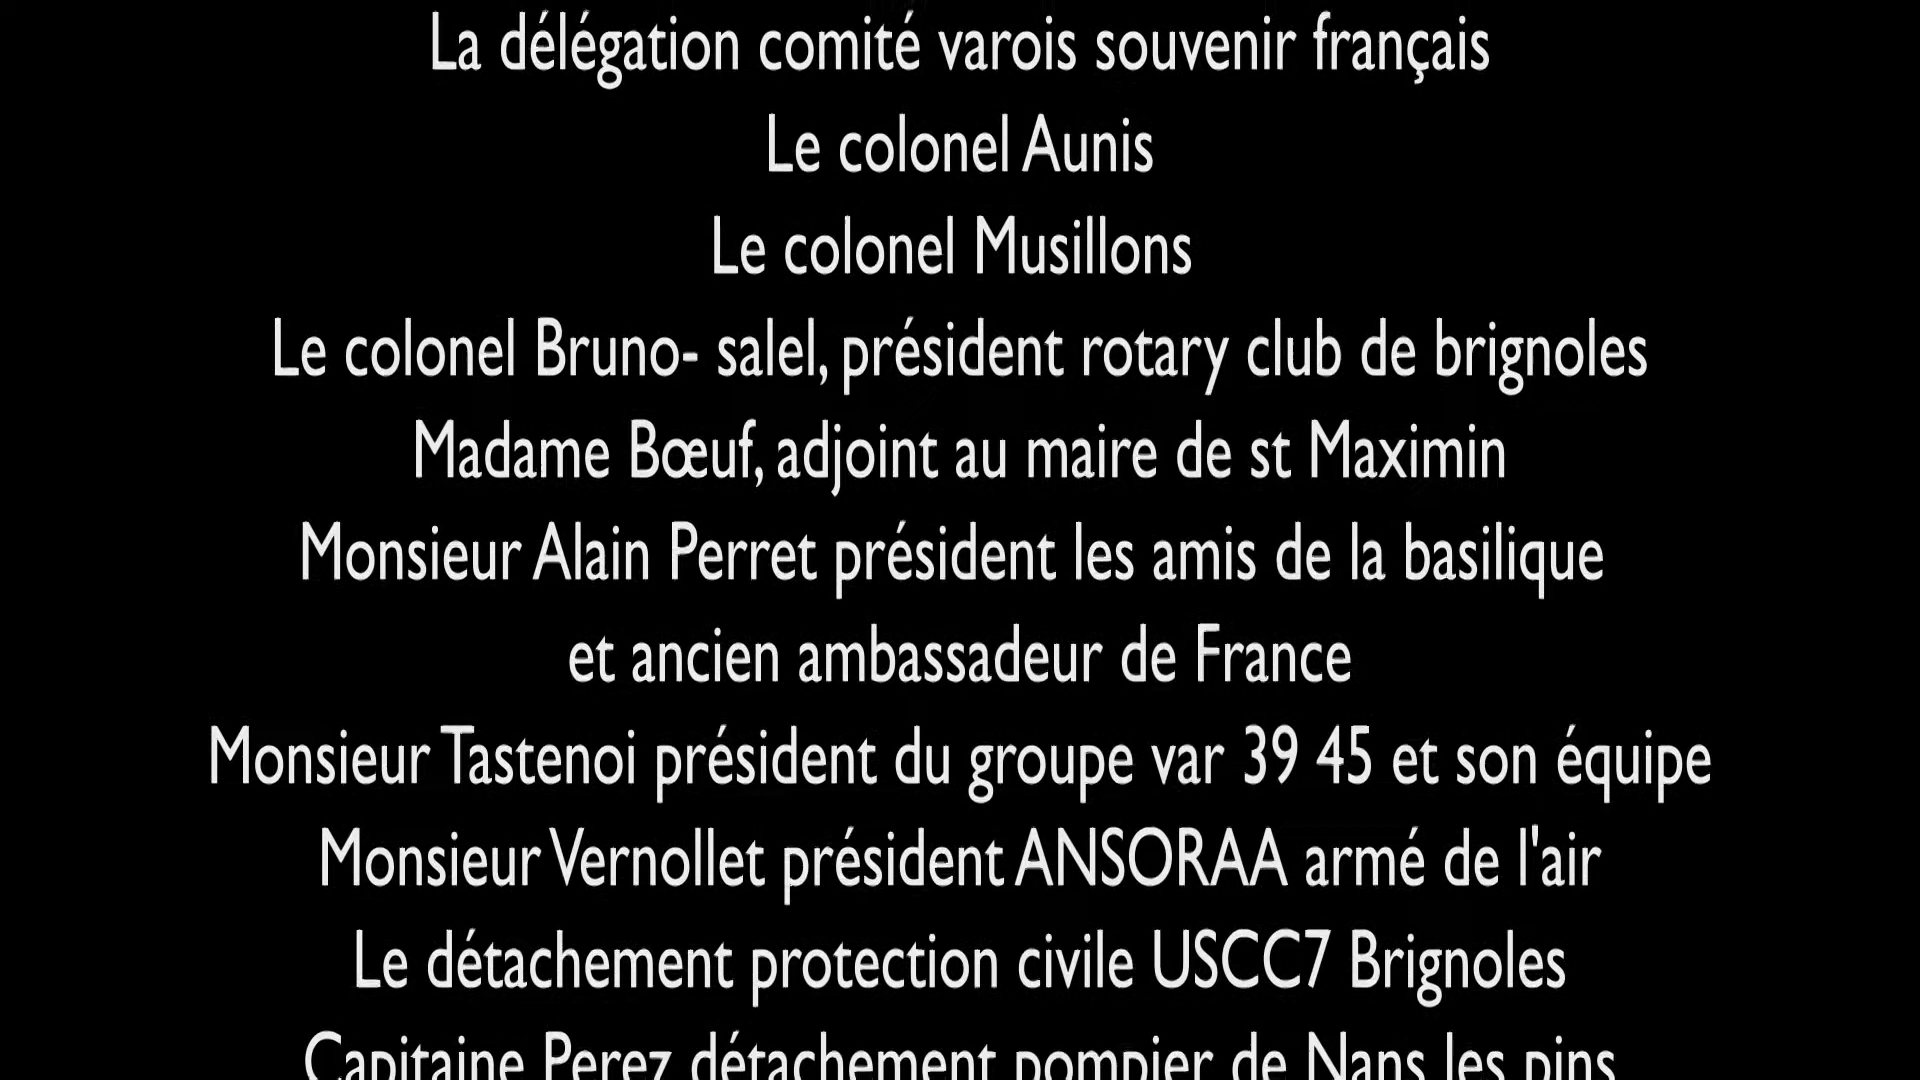 La délégation comité varois souvenir français
Le colonel Aunis
Le colonel Musillons
Le colonel Bruno- salel, président rotary club de brignoles
Madame Bœuf, adjoint au maire de st Maximin
Monsieur Alain Perret président les amis de la basilique
et ancien ambassadeur de France
Monsieur Tastenoi président du groupe var 39 45 et son équipe
Monsieur Vernollet président ANSORAA armé de l'air
Le détachement protection civile USCC7 Brignoles
Capitaine Perez détachement pompier de Nans les pins